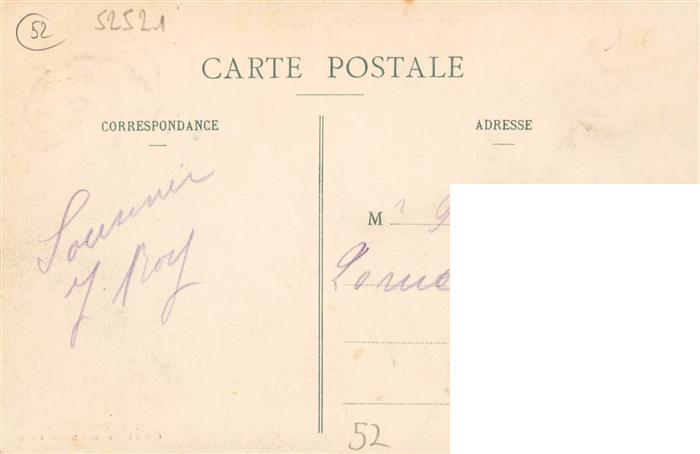 52
52521
CARTE POSTALE
CORRESPONDANCE
ADRESSE
Souvenir
Roy
M
52